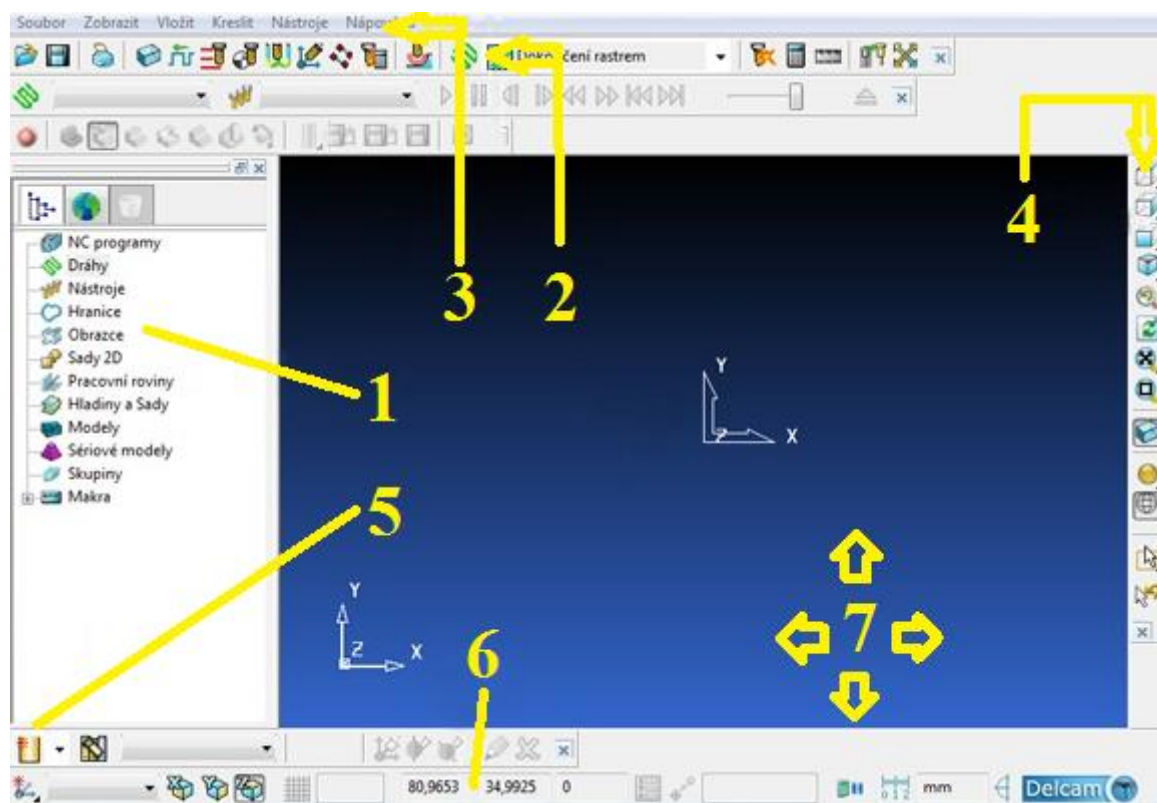 Soubor Zobrazit Vložit Kreslit Nástroje
čení rastrem
3 2 4
NC programy
Dráhy
Nástroje
Hranice
Obrazce
Sady 2D
Pracovní roviny
Hladiny a Sady
Modely
Sériové modely
Skupiny
Makra
1
5
Y
Z X
Y
Z X
6
7
80,9653 34,9925 0
mm
Delcam